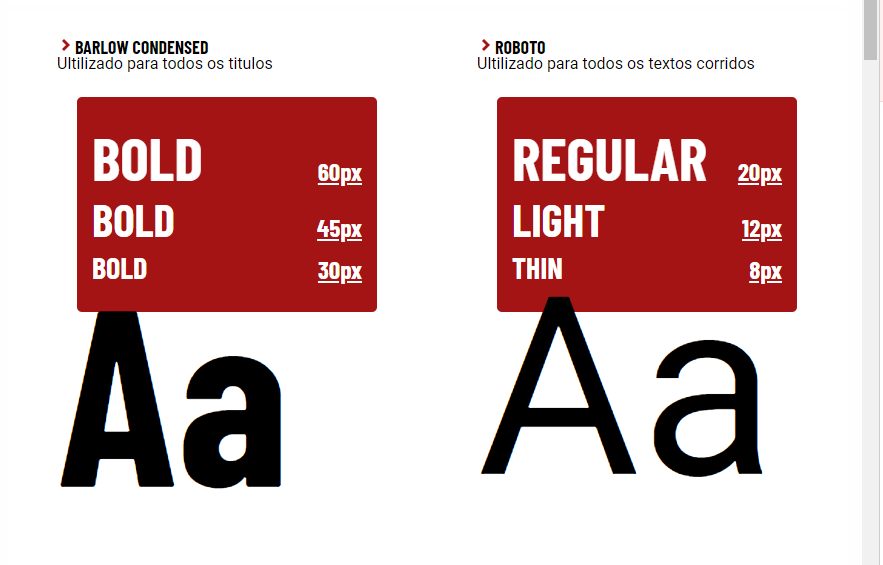 BARLOW CONDENSED
Ultilizado para todos os titulos
BOLD 60px
BOLD 45px
BOLD 30px
Aa
ROBOTO
Ultilizado para todos os textos corridos
REGULAR 20px
LIGHT 12px
THIN 8px
Aa